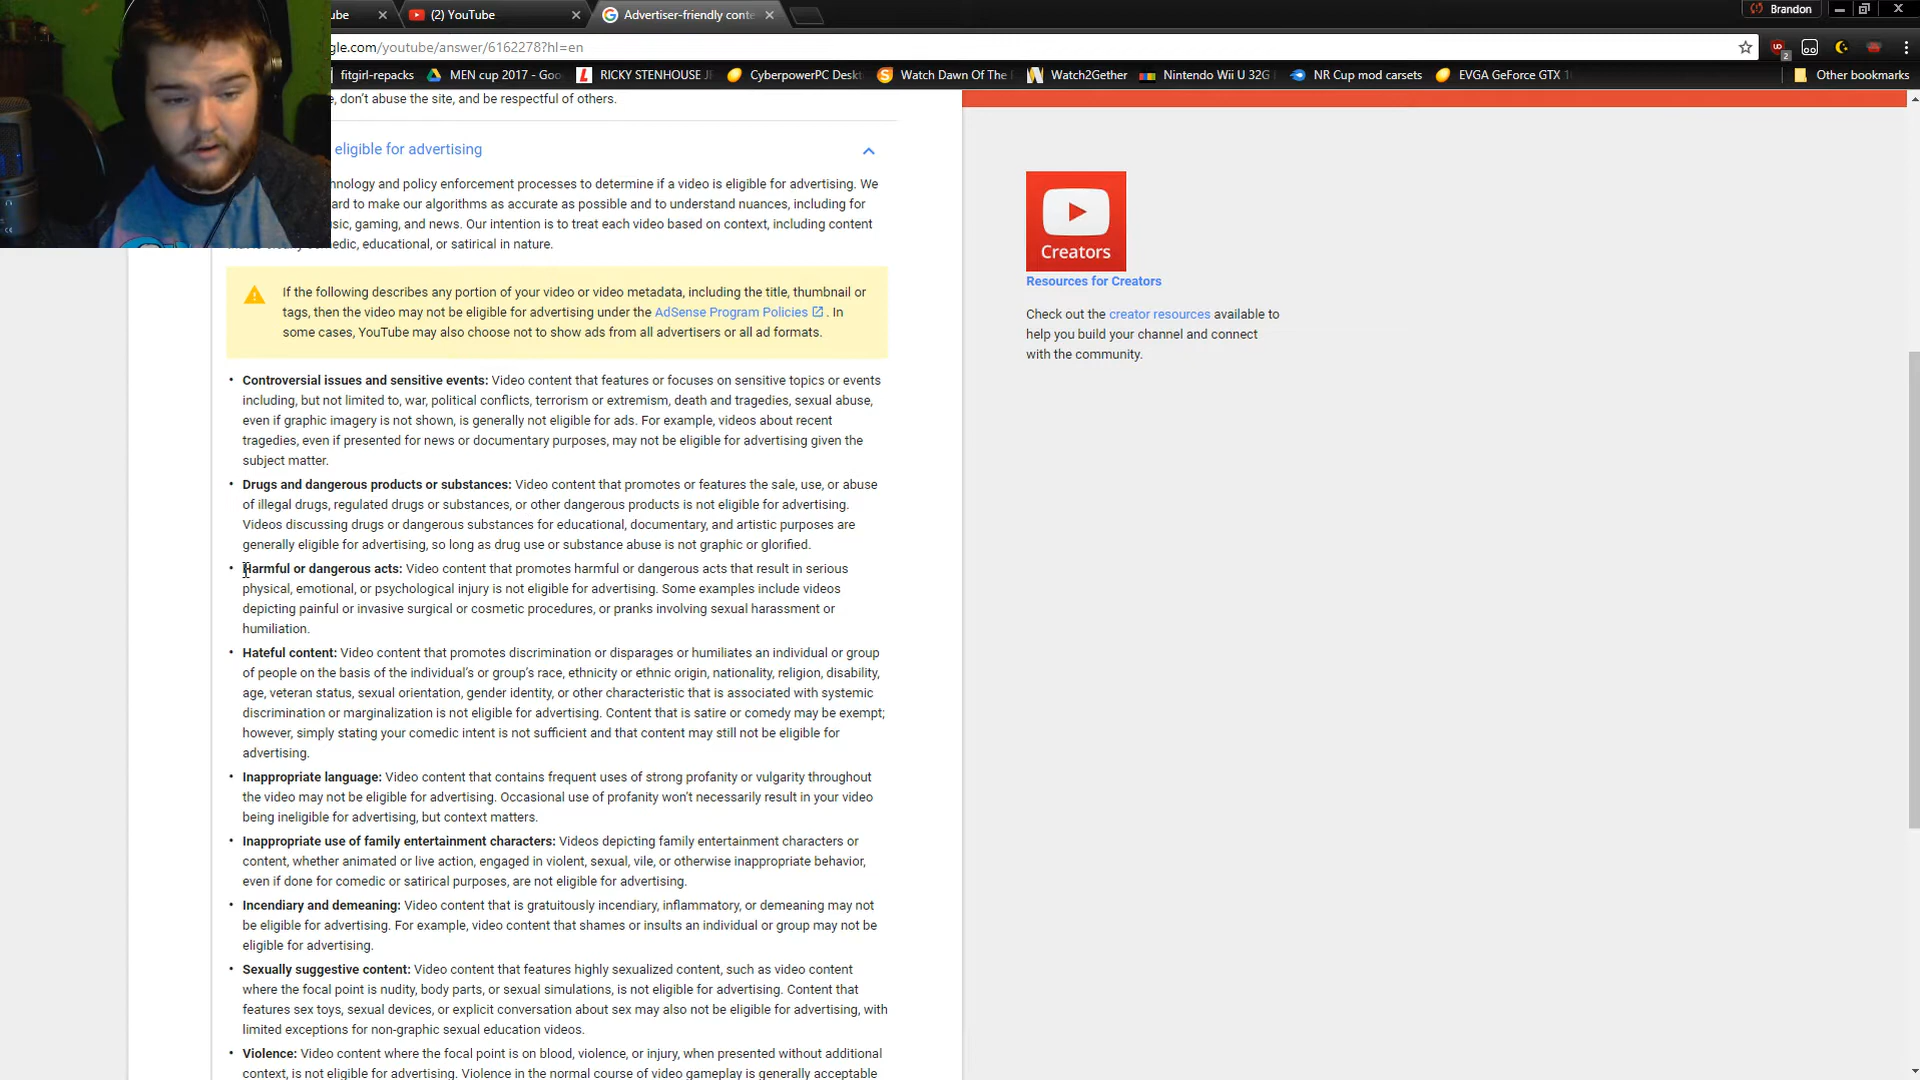 ube
(2) YouTube
Advertiser-friendly conte
Brandon
gle.com/youtube/answer/6162278?hl=en
2
fitgirl-repacks
MEN cup 2017 - Goo
RICKY STENHOUSE JI
CyberpowerPC Deskt
Watch Dawn Of The
Watch2Gether
Nintendo Wii U 32G
NR Cup mod carsets
EVGA GeForce GTX 1
Other bookmarks
, don't abuse the site, and be respectful of others.
eligible for advertising
nology and policy enforcement processes to determine if a video is eligible for advertising. We
ard to make our algorithms as accurate as possible and to understand nuances, including for
sic, gaming, and news. Our intention is to treat each video based on context, including content
edic, educational, or satirical in nature.
If the following describes any portion of your video or video metadata, including the title, thumbnail or
tags, then the video may not be eligible for advertising under the AdSense Program Policies . In
some cases, YouTube may also choose not to show ads from all advertisers or all ad formats.
• Controversial issues and sensitive events: Video content that features or focuses on sensitive topics or events
including, but not limited to, war, political conflicts, terrorism or extremism, death and tragedies, sexual abuse,
even if graphic imagery is not shown, is generally not eligible for ads. For example, videos about recent
tragedies, even if presented for news or documentary purposes, may not be eligible for advertising given the
subject matter.
• Drugs and dangerous products or substances: Video content that promotes or features the sale, use, or abuse
of illegal drugs, regulated drugs or substances, or other dangerous products is not eligible for advertising.
Videos discussing drugs or dangerous substances for educational, documentary, and artistic purposes are
generally eligible for advertising, so long as drug use or substance abuse is not graphic or glorified.
• Harmful or dangerous acts: Video content that promotes harmful or dangerous acts that result in serious
physical, emotional, or psychological injury is not eligible for advertising. Some examples include videos
depicting painful or invasive surgical or cosmetic procedures, or pranks involving sexual harassment or
humiliation.
• Hateful content: Video content that promotes discrimination or disparages or humiliates an individual or group
of people on the basis of the individual's or group's race, ethnicity or ethnic origin, nationality, religion, disability,
age, veteran status, sexual orientation, gender identity, or other characteristic that is associated with systemic
discrimination or marginalization is not eligible for advertising. Content that is satire or comedy may be exempt;
however, simply stating your comedic intent is not sufficient and that content may still not be eligible for
advertising.
• Inappropriate language: Video content that contains frequent uses of strong profanity or vulgarity throughout
the video may not be eligible for advertising. Occasional use of profanity won't necessarily result in your video
being ineligible for advertising, but context matters.
• Inappropriate use of family entertainment characters: Videos depicting family entertainment characters or
content, whether animated or live action, engaged in violent, sexual, vile, or otherwise inappropriate behavior,
even if done for comedic or satirical purposes, are not eligible for advertising.
• Incendiary and demeaning: Video content that is gratuitously incendiary, inflammatory, or demeaning may not
be eligible for advertising. For example, video content that shames or insults an individual or group may not be
eligible for advertising.
• Sexually suggestive content: Video content that features highly sexualized content, such as video content
where the focal point is nudity, body parts, or sexual simulations, is not eligible for advertising. Content that
features sex toys, sexual devices, or explicit conversation about sex may also not be eligible for advertising, with
limited exceptions for non-graphic sexual education videos.
• Violence: Video content where the focal point is on blood, violence, or injury, when presented without additional
context, is not eligible for advertising. Violence in the normal course of video gameplay is generally acceptable
Creators
Resources for Creators
Check out the creator resources available to
help you build your channel and connect
with the community.